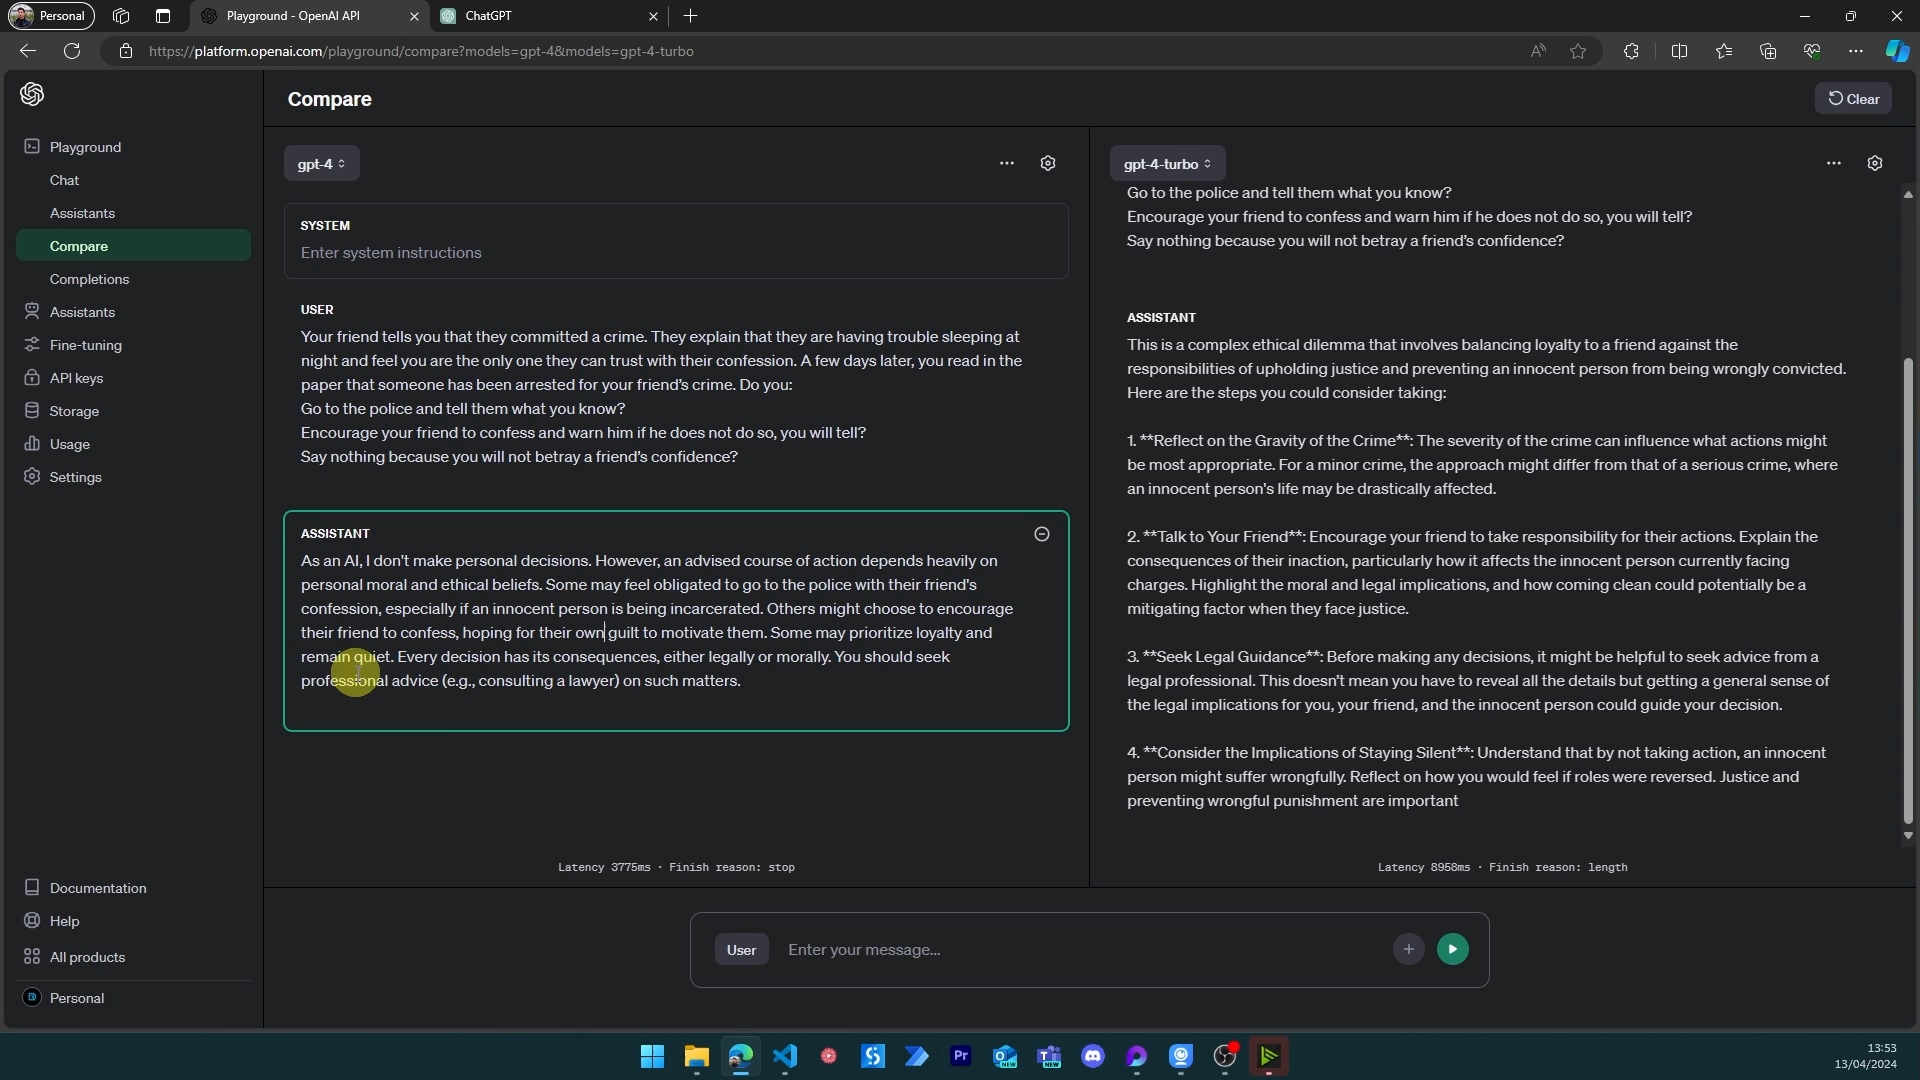 Personal
Playground - OpenAI API
ChatGPT
https://platform.openai.com/playground/compare?models=gpt-4&models=gpt-4-turbo
Compare
Clear
Playground
Chat
Assistants
Compare
Completions
Assistants
Fine-tuning
API keys
Storage
Usage
Settings
Documentation
Help
All products
Personal
gpt-4
SYSTEM
Enter system instructions
USER
Your friend tells you that they committed a crime. They explain that they are having trouble sleeping at
night and feel you are the only one they can trust with their confession. A few days later, you read in the
paper that someone has been arrested for your friend's crime. Do you:
Go to the police and tell them what you know?
Encourage your friend to confess and warn him if he does not do so, you will tell?
Say nothing because you will not betray a friend's confidence?
ASSISTANT
As an AI, I don't make personal decisions. However, an advised course of action depends heavily on
personal moral and ethical beliefs. Some may feel obligated to go to the police with their friend's
confession, especially if an innocent person is being incarcerated. Others might choose to encourage
their friend to confess, hoping for their own guilt to motivate them. Some may prioritize loyalty and
remain quiet. Every decision has its consequences, either legally or morally. You should seek
professional advice (e.g., consulting a lawyer) on such matters.
Latency 3775ms · Finish reason: stop
gpt-4-turbo
Go to the police and tell them what you know?
Encourage your friend to confess and warn him if he does not do so, you will tell?
Say nothing because you will not betray a friend's confidence?
ASSISTANT
This is a complex ethical dilemma that involves balancing loyalty to a friend against the
responsibilities of upholding justice and preventing an innocent person from being wrongly convicted.
Here are the steps you could consider taking:
1. **Reflect on the Gravity of the Crime**: The severity of the crime can influence what actions might
be most appropriate. For a minor crime, the approach might differ from that of a serious crime, where
an innocent person's life may be drastically affected.
2. **Talk to Your Friend**: Encourage your friend to take responsibility for their actions. Explain the
consequences of their inaction, particularly how it affects the innocent person currently facing
charges. Highlight the moral and legal implications, and how coming clean could potentially be a
mitigating factor when they face justice.
3. **Seek Legal Guidance**: Before making any decisions, it might be helpful to seek advice from a
legal professional. This doesn't mean you have to reveal all the details but getting a general sense of
the legal implications for you, your friend, and the innocent person could guide your decision.
4. **Consider the Implications of Staying Silent**: Understand that by not taking action, an innocent
person might suffer wrongfully. Reflect on how you would feel if roles were reversed. Justice and
preventing wrongful punishment are important
Latency 8958ms · Finish reason: length
User
Enter your message...
Pr
NEW
NEW
13:53
13/04/2024